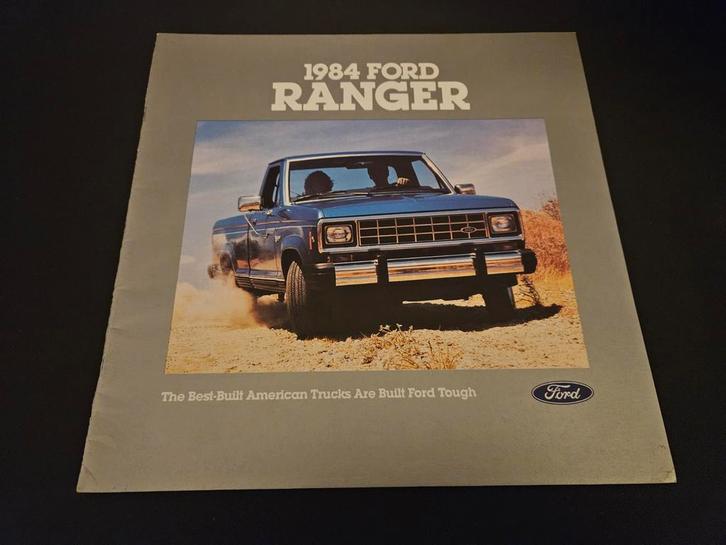 1984 FORD
RANGER
The Best-Built American Trucks Are Built Ford Tough
Ford